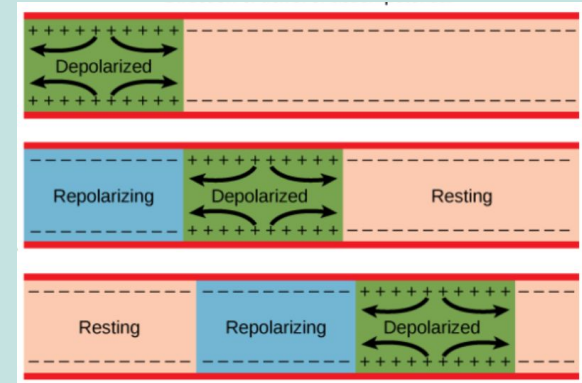 + + + + + + + + + + – – – – – – – – – – – – – – – – – – – – – – – –
Depolarized
+ + + + + + + + + + – – – – – – – – – – – – – – – – – – – – – – – –
– – – – – – – – – – + + + + + + + + + + – – – – – – – – – – – – – – –
Repolarizing Depolarized Resting
– – – – – – – – – – + + + + + + + + + + – – – – – – – – – – – – – – –
– – – – – – – – – – – – – – – – – – – – + + + + + + + + + + – – – –
Resting Repolarizing Depolarized
– – – – – – – – – – – – – – – – – – – – + + + + + + + + + + – – – –